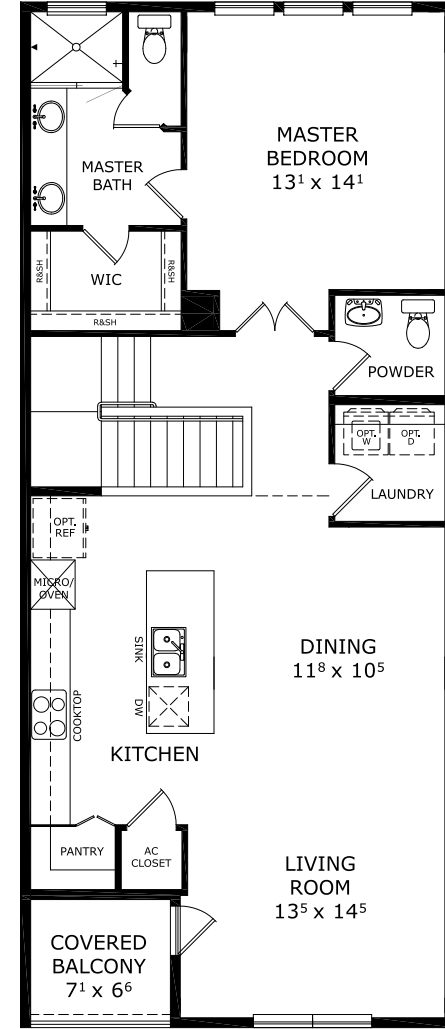 MASTER
BEDROOM
13¹ x 14¹
MASTER
BATH
R&SH
WIC
R&SH
R&SH
POWDER
OPT.
W
OPT.
D
LAUNDRY
OPT.
REF
MICRO/
OVEN
SINK
DINING
11⁸ x 10⁵
COOKTOP
DW
KITCHEN
PANTRY
AC
CLOSET
LIVING
ROOM
13⁵ x 14⁵
COVERED
BALCONY
7¹ x 6⁶